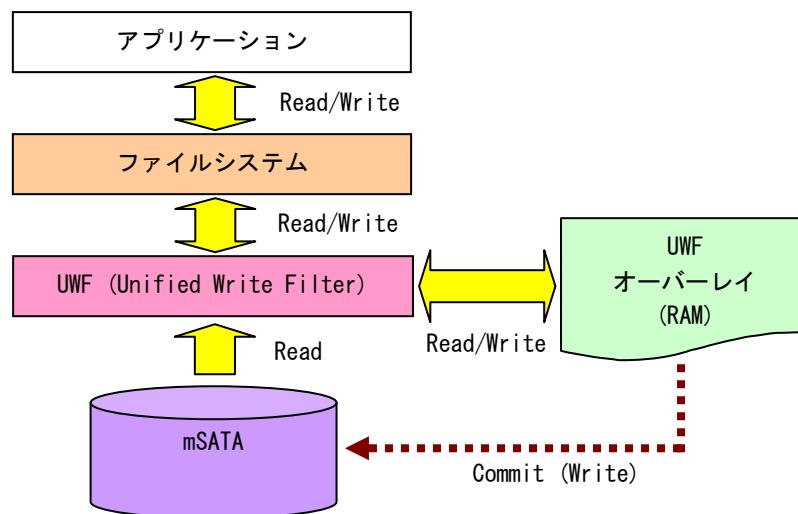 アプリケーション
Read/Write
ファイルシステム
Read/Write
UWF (Unified Write Filter)
UWF
オーバーレイ
(RAM)
Read/Write
Read
mSATA
Commit (Write)